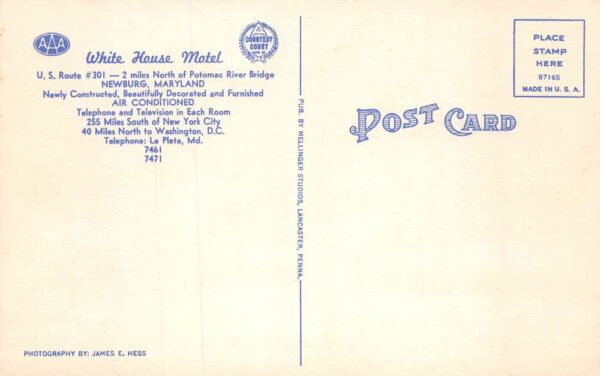 AAA
White House Motel
COURTESY COURT
U. S. Route #301 — 2 miles North of Potomac River Bridge
NEWBURG, MARYLAND
Newly Constructed, Beautifully Decorated and Furnished
AIR CONDITIONED
Telephone and Television in Each Room
255 Miles South of New York City
40 Miles North to Washington, D.C.
Telephone: La Plata, Md.
7461
7471
PHOTOGRAPHY BY: JAMES E. HESS
PUB. BY MELLINGER STUDIOS, LANCASTER, PENNA.
POST CARD
PLACE
STAMP
HERE
87165
MADE IN U. S. A.